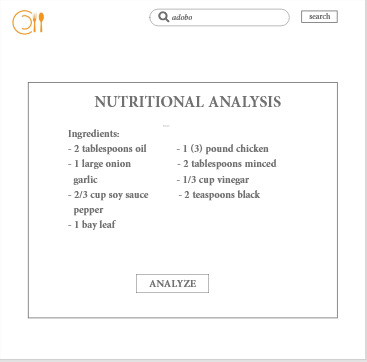 adobo
search
NUTRITIONAL ANALYSIS
Ingredients:
- 2 tablespoons oil - 1 (3) pound chicken
- 1 large onion - 2 tablespoons minced
garlic - 1/3 cup vinegar
- 2/3 cup soy sauce - 2 teaspoons black
pepper
- 1 bay leaf
ANALYZE